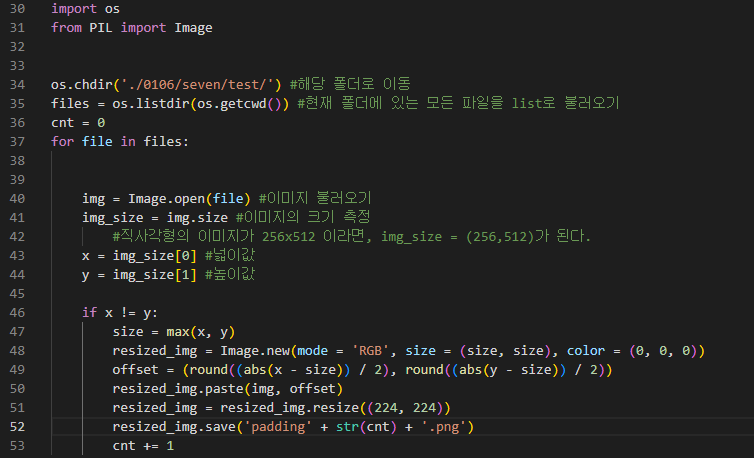 30 import os
31 from PIL import Image
32
33
34 os.chdir('./0106/seven/test/') #해당 폴더로 이동
35 files = os.listdir(os.getcwd()) #현재 폴더에 있는 모든 파일을 list로 불러오기
36 cnt = 0
37 for file in files:
38
39
40     img = Image.open(file) #이미지 불러오기
41     img_size = img.size #이미지의 크기 측정
42         #직사각형의 이미지가 256x512 이라면, img_size = (256,512)가 된다.
43     x = img_size[0] #넓이값
44     y = img_size[1] #높이값
45
46     if x != y:
47         size = max(x, y)
48         resized_img = Image.new(mode = 'RGB', size = (size, size), color = (0, 0, 0))
49         offset = (round((abs(x - size)) / 2), round((abs(y - size)) / 2))
50         resized_img.paste(img, offset)
51         resized_img = resized_img.resize((224, 224))
52         resized_img.save('padding' + str(cnt) + '.png')
53         cnt += 1